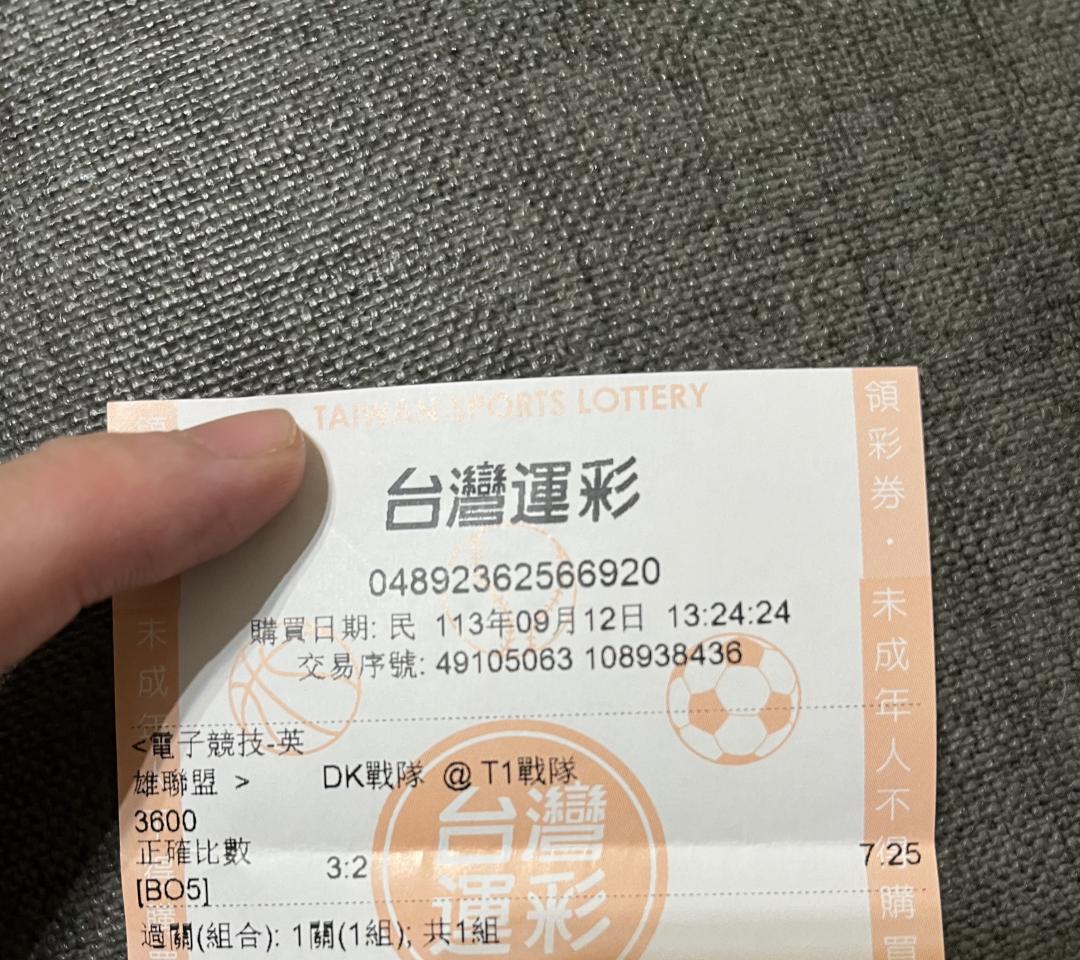 TAIWAN SPORTS LOTTERY
台灣運彩
04892362566920
購買日期: 民 113年09月12日 13:24:24
交易序號: 49105063 108938436
<電子競技-英
雄聯盟 > DK戰隊 @ T1戰隊
3600
正確比數
[BO5] 3:2 7.25
過關(組合): 1關(1組); 共1組
台灣
運彩
領彩券・未成年人不得購買
未成年